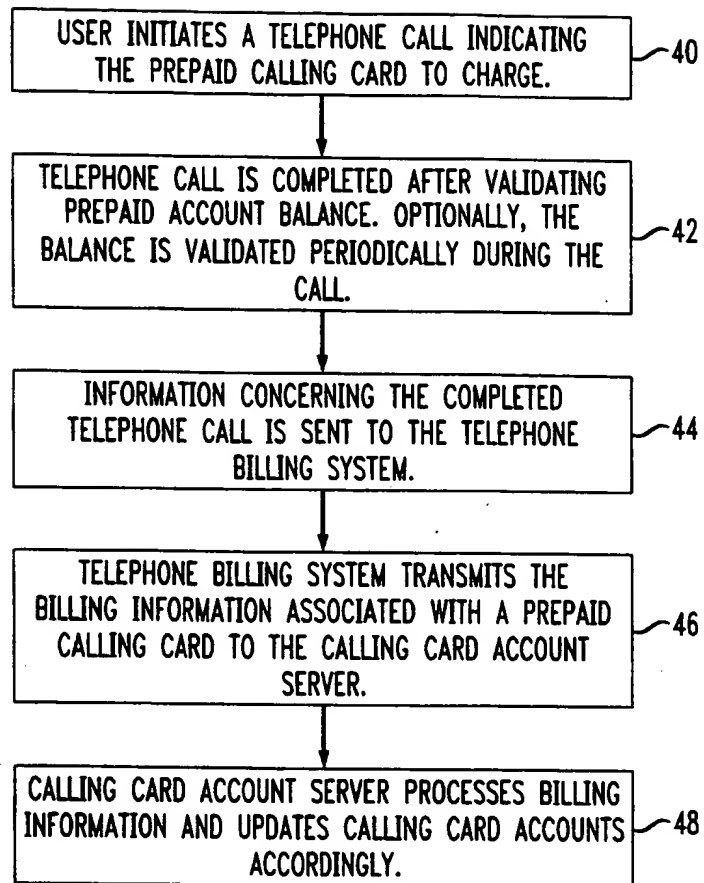 USER INITIATES A TELEPHONE CALL INDICATING
THE PREPAID CALLING CARD TO CHARGE.
40
TELEPHONE CALL IS COMPLETED AFTER VALIDATING
PREPAID ACCOUNT BALANCE. OPTIONALLY, THE
BALANCE IS VALIDATED PERIODICALLY DURING THE
CALL.
42
INFORMATION CONCERNING THE COMPLETED
TELEPHONE CALL IS SENT TO THE TELEPHONE
BILLING SYSTEM.
44
TELEPHONE BILLING SYSTEM TRANSMITS THE
BILLING INFORMATION ASSOCIATED WITH A PREPAID
CALLING CARD TO THE CALLING CARD ACCOUNT
SERVER.
46
CALLING CARD ACCOUNT SERVER PROCESSES BILLING
INFORMATION AND UPDATES CALLING CARD ACCOUNTS
ACCORDINGLY.
48